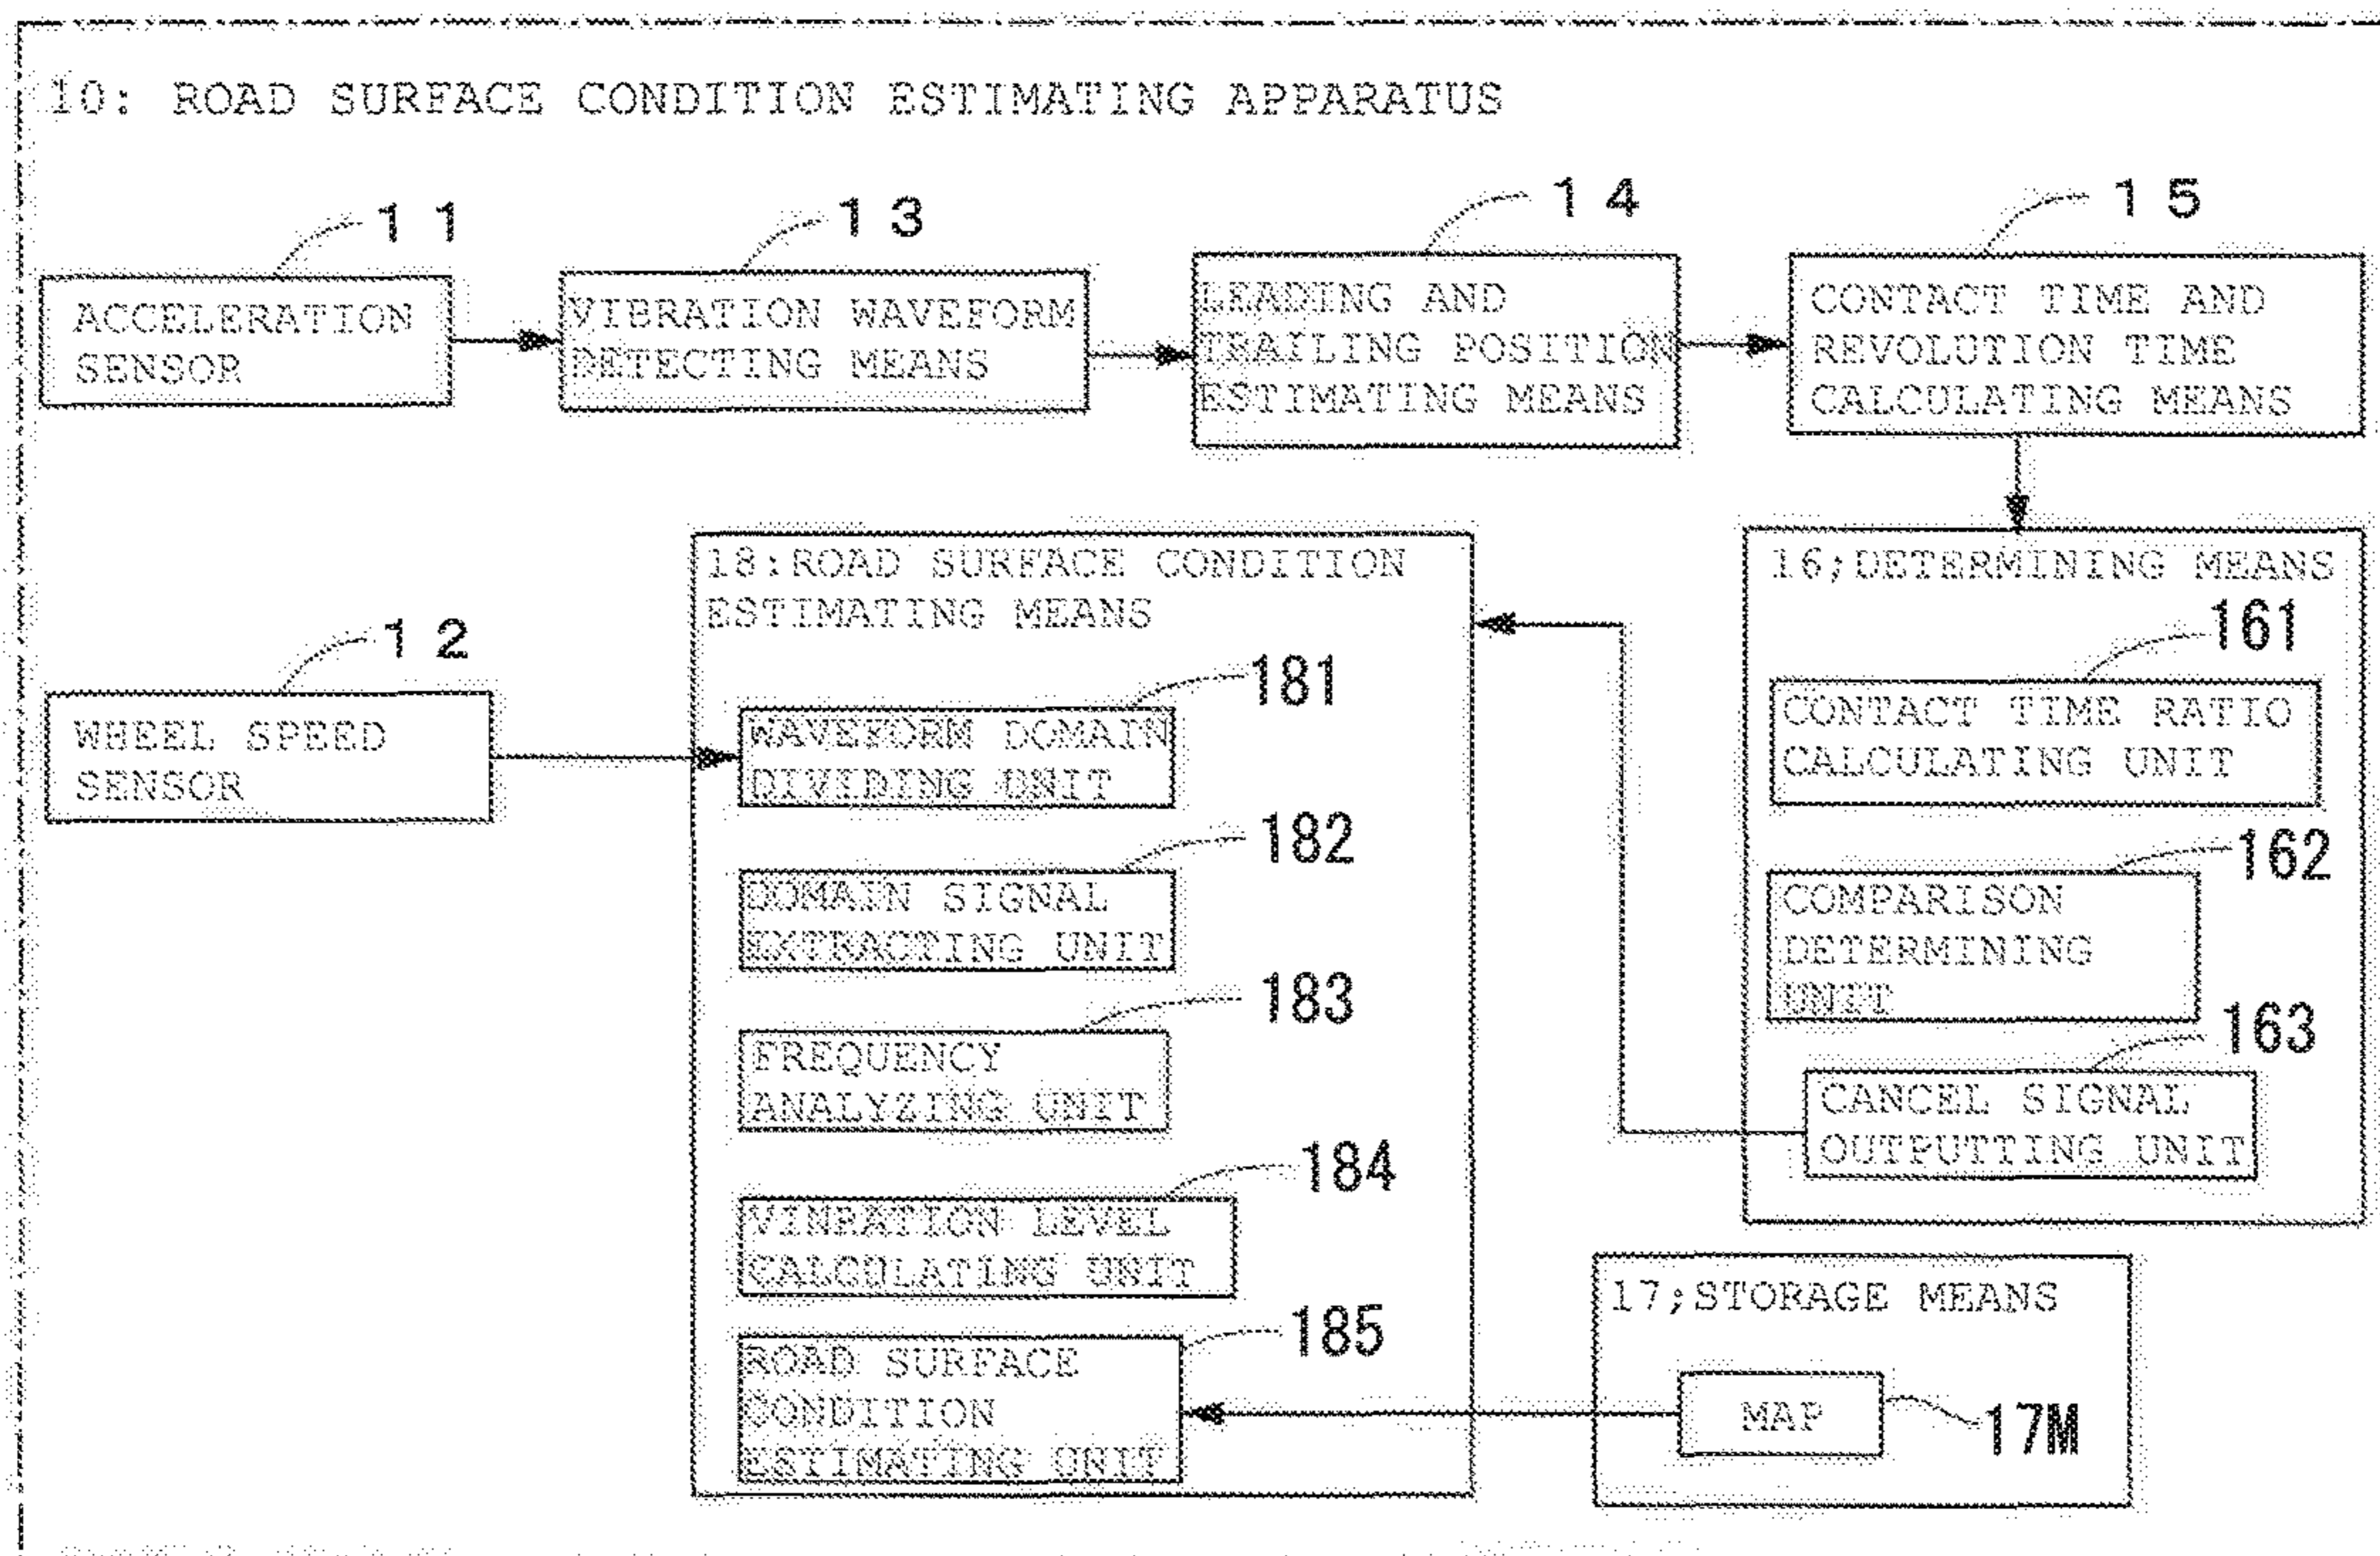 10: ROAD SURFACE CONDITION ESTIMATING APPARATUS
11
ACCELERATION
SENSOR
13
VIBRATION WAVEFORM
DETECTING MEANS
14
LEADING AND
TRAILING POSITION
ESTIMATING MEANS
15
CONTACT TIME AND
REVOLUTION TIME
CALCULATING MEANS
12
WHEEL SPEED
SENSOR
18:ROAD SURFACE CONDITION
ESTIMATING MEANS
181
WAVEFORM DOMAIN
DIVIDING UNIT
182
DOMAIN SIGNAL
EXTRACTING UNIT
183
FREQUENCY
ANALYZING UNIT
184
VINRATION LEVEL
CALCULATING UNIT
185
ROAD SURFACE
CONDITION
ESTIMATING UNIT
16;DETERMINING MEANS
161
CONTACT TIME RATIO
CALCULATING UNIT
162
COMPARISON
DETERMINING
UNIT
163
CANCEL SIGNAL
OUTPUTTING UNIT
17;STORAGE MEANS
MAP
17M